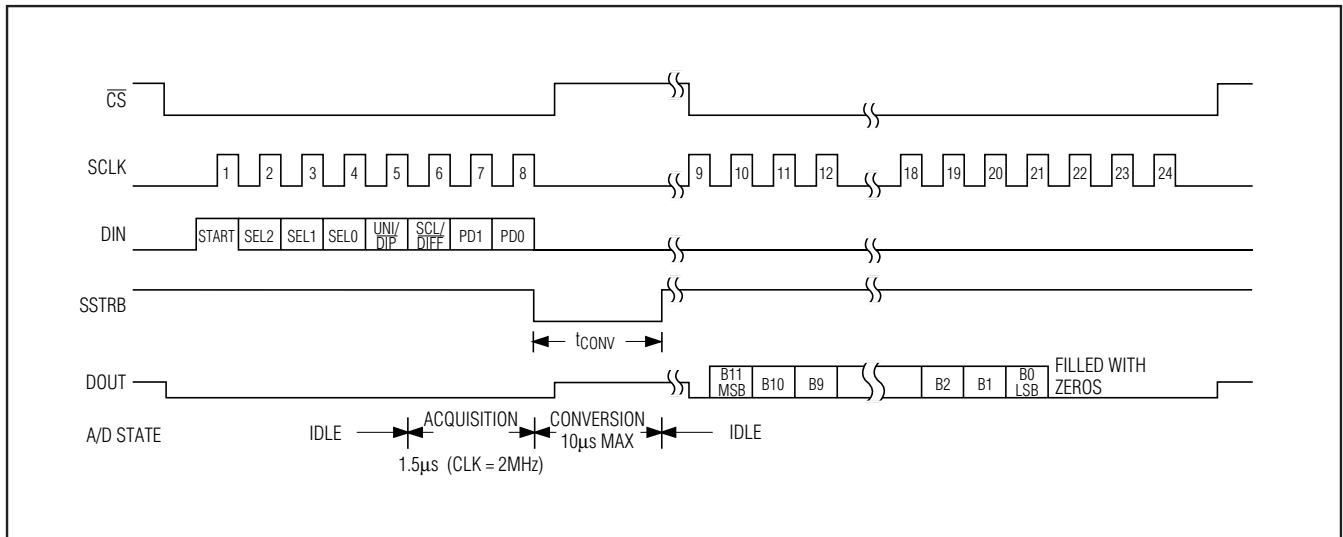 CS
SCLK
1 2 3 4 5 6 7 8 9 10 11 12 18 19 20 21 22 23 24
DIN
START SEL2 SEL1 SEL0 UNI/ DIP SCL/ DIFF PD1 PD0
SSTRB
tCONV
DOUT
B11 MSB B10 B9 B2 B1 B0 LSB
FILLED WITH
ZEROS
A/D STATE
IDLE
ACQUISITION
1.5µs (CLK = 2MHz)
CONVERSION
10µs MAX
IDLE